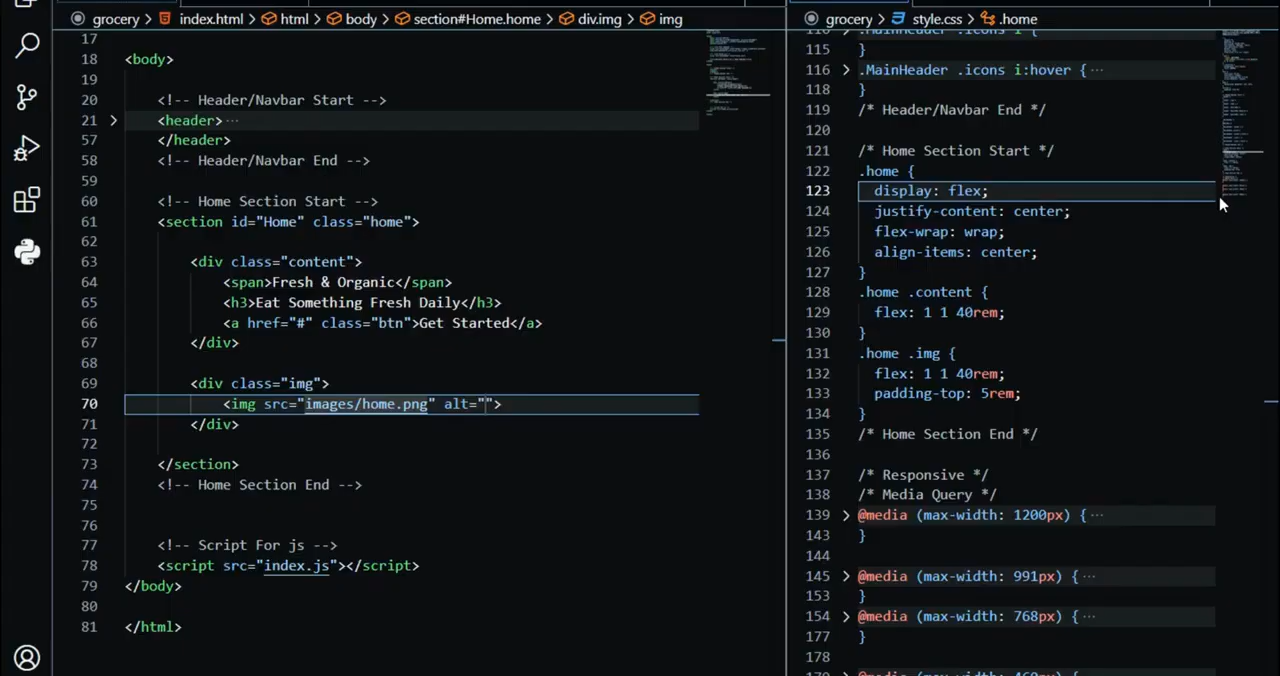 grocery > index.html > html > body > section#Home.home > div.img > img
17
18 <body>
19
20 <!-- Header/Navbar Start -->
21 > <header> ···
57 </header>
58 <!-- Header/Navbar End -->
59
60 <!-- Home Section Start -->
61 <section id="Home" class="home">
62
63 <div class="content">
64 <span>Fresh & Organic</span>
65 <h3>Eat Something Fresh Daily</h3>
66 <a href="#" class="btn">Get Started</a>
67 </div>
68
69 <div class="img">
70 <img src="images/home.png" alt="">
71 </div>
72
73 </section>
74 <!-- Home Section End -->
75
76
77 <!-- Script For js -->
78 <script src="index.js"></script>
79 </body>
80
81 </html>
grocery > style.css > .home
.MainHeader .icons i {
115 }
116 > .MainHeader .icons i:hover { ···
118 }
119 /* Header/Navbar End */
120
121 /* Home Section Start */
122 .home {
123 display: flex;
124 justify-content: center;
125 flex-wrap: wrap;
126 align-items: center;
127 }
128 .home .content {
129 flex: 1 1 40rem;
130 }
131 .home .img {
132 flex: 1 1 40rem;
133 padding-top: 5rem;
134 }
135 /* Home Section End */
136
137 /* Responsive */
138 /* Media Query */
139 > @media (max-width: 1200px) { ···
143 }
144
145 > @media (max-width: 991px) { ···
153 }
154 > @media (max-width: 768px) { ···
177 }
178